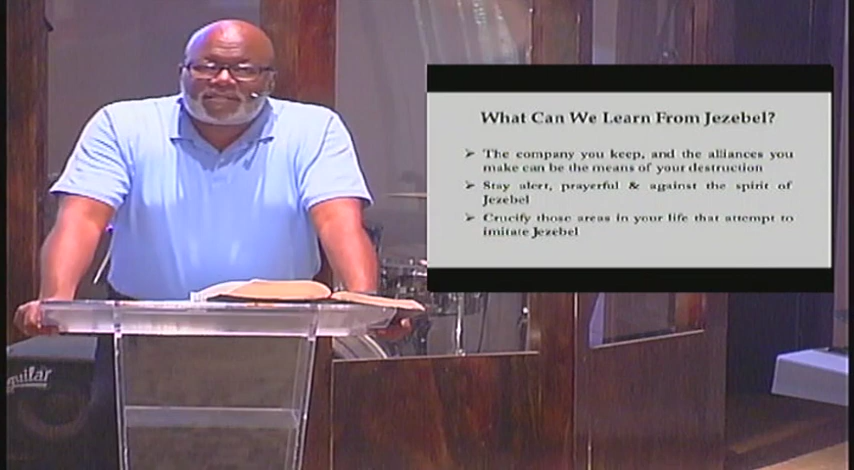 What Can We Learn From Jezebel?
➢ The company you keep, and the alliances you
make can be the means of your destruction
➢ Stay alert, prayerful & against the spirit of
Jezebel
➢ Crucify those areas in your life that attempt to
imitate Jezebel
guilar